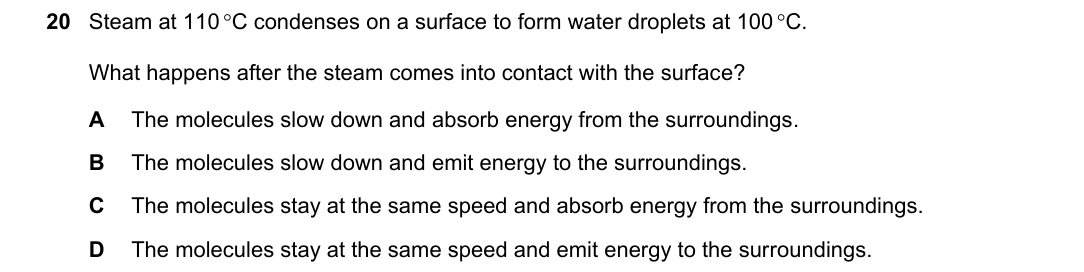 20 Steam at 110 °C condenses on a surface to form water droplets at 100 °C.
What happens after the steam comes into contact with the surface?
A The molecules slow down and absorb energy from the surroundings.
B The molecules slow down and emit energy to the surroundings.
C The molecules stay at the same speed and absorb energy from the surroundings.
D The molecules stay at the same speed and emit energy to the surroundings.